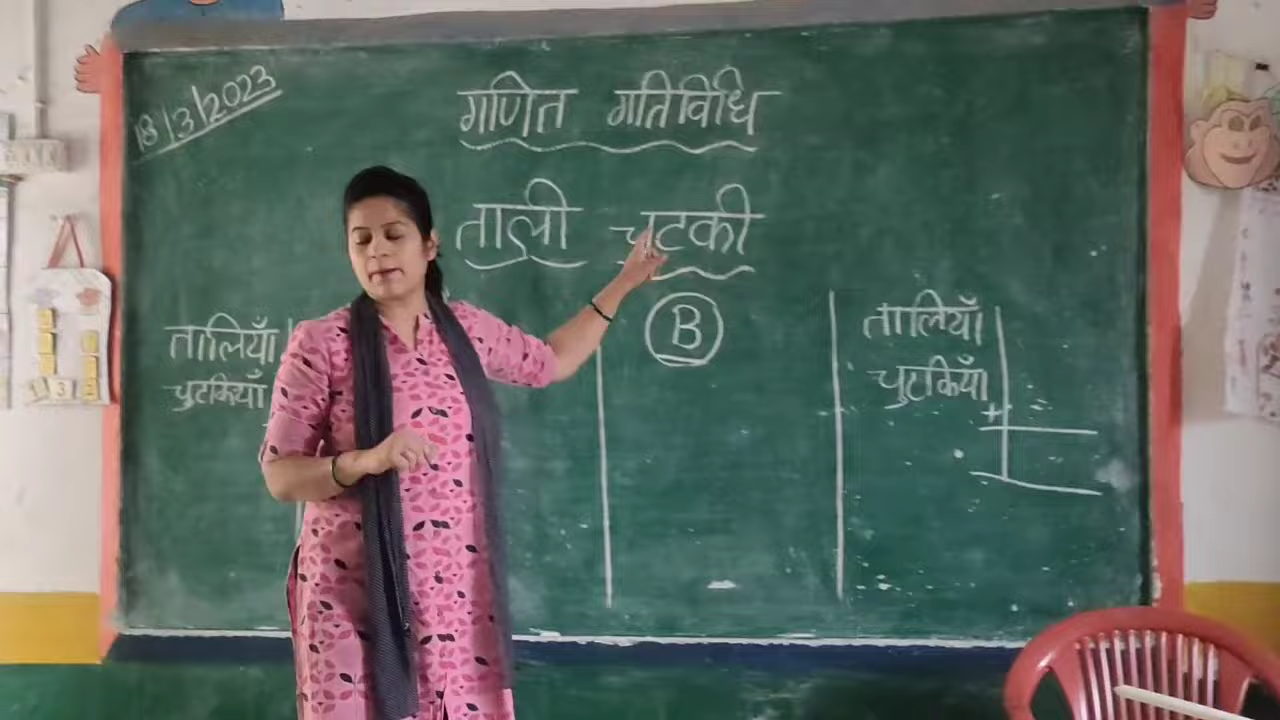 18/3/2023
गणित गतिविधि
ताली चुटकी
B
तालियाँ
चुटकियाँ
तालियाँ
चुटकियाँ
+